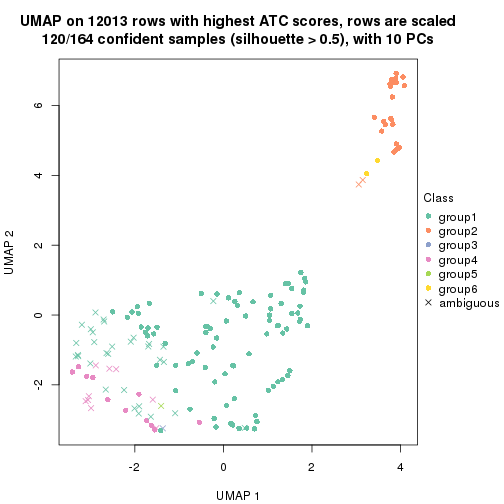 UMAP on 12013 rows with highest ATC scores, rows are scaled
120/164 confident samples (silhouette > 0.5), with 10 PCs
6
4
2
0
-2
UMAP 2
-2
0
2
4
UMAP 1
Class
group1
group2
group3
group4
group5
group6
ambiguous